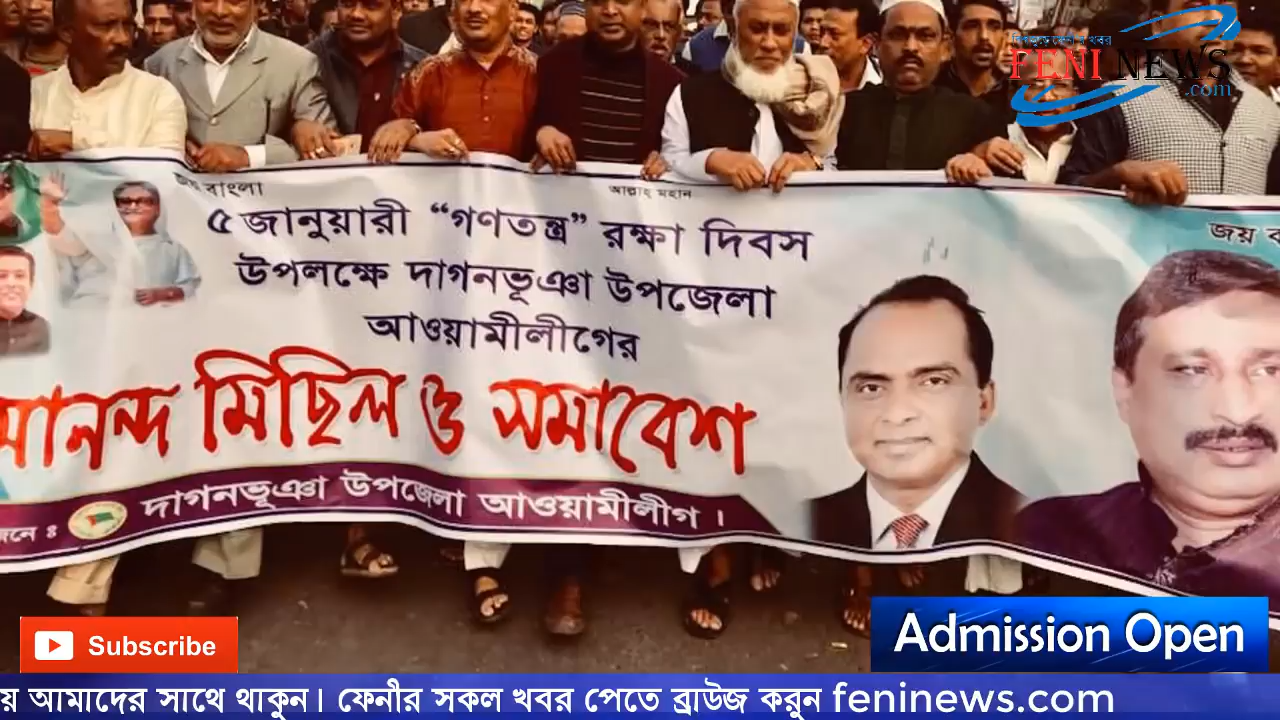 FENI NEWS
.com
জয় বাংলা
আল্লাহ্ মহান
৫ জানুয়ারী “গণতন্ত্র” রক্ষা দিবস
উপলক্ষে দাগনভূঞা উপজেলা
আওয়ামীলীগের
মিছিল ও সমাবেশ
দাগনভূঞা উপজেলা আওয়ামীলীগ।
জয়
Subscribe
Admission Open
য় আমাদের সাথে থাকুন। ফেনীর সকল খবর পেতে ব্রাউজ করুন feninews.com